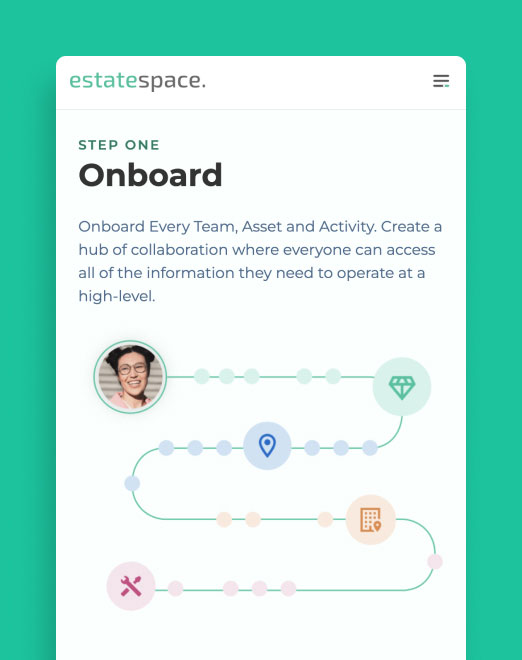 estatespace.
STEP ONE
Onboard
Onboard Every Team, Asset and Activity. Create a
hub of collaboration where everyone can access
all of the information they need to operate at a
high-level.